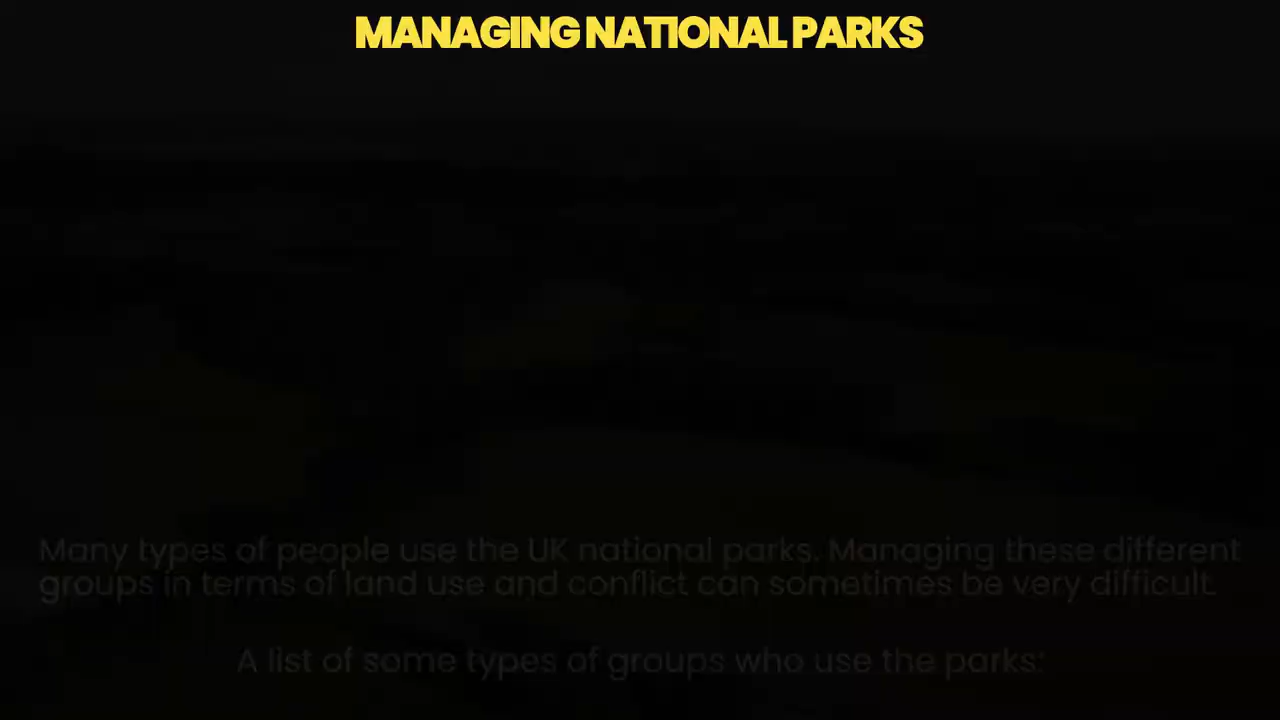 MANAGING NATIONAL PARKS
Many types of people use the UK national parks. Managing these different
groups in terms of land use and conflict can sometimes be very difficult.
A list of some types of groups who use the parks: